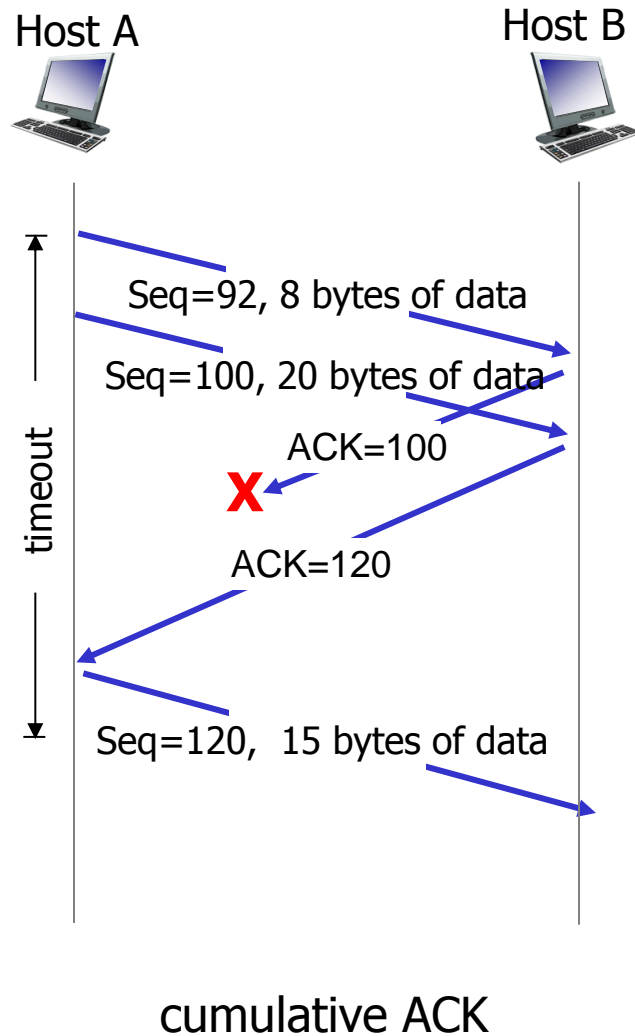 Host A
Host B
Seq=92, 8 bytes of data
Seq=100, 20 bytes of data
ACK=100
X
timeout
ACK=120
Seq=120,  15 bytes of data
cumulative ACK